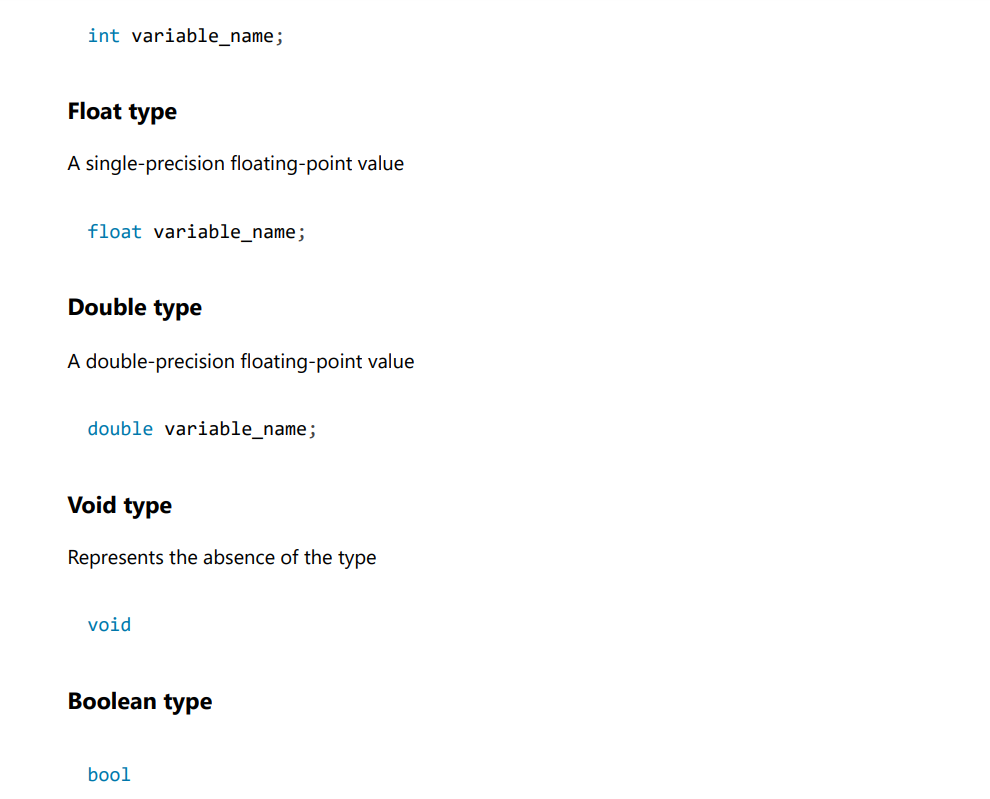 int variable_name;
Float type
A single-precision floating-point value
float variable_name;
Double type
A double-precision floating-point value
double variable_name;
Void type
Represents the absence of the type
void
Boolean type
bool